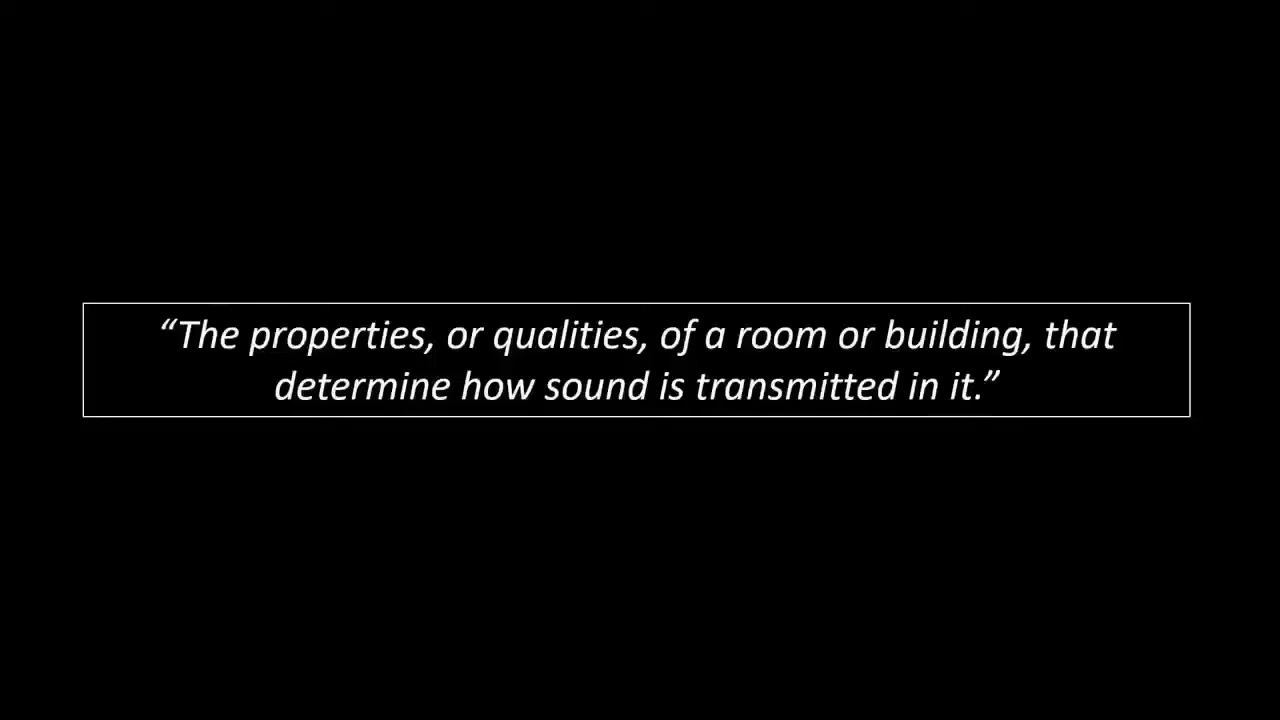 “The properties, or qualities, of a room or building, that
determine how sound is transmitted in it.”